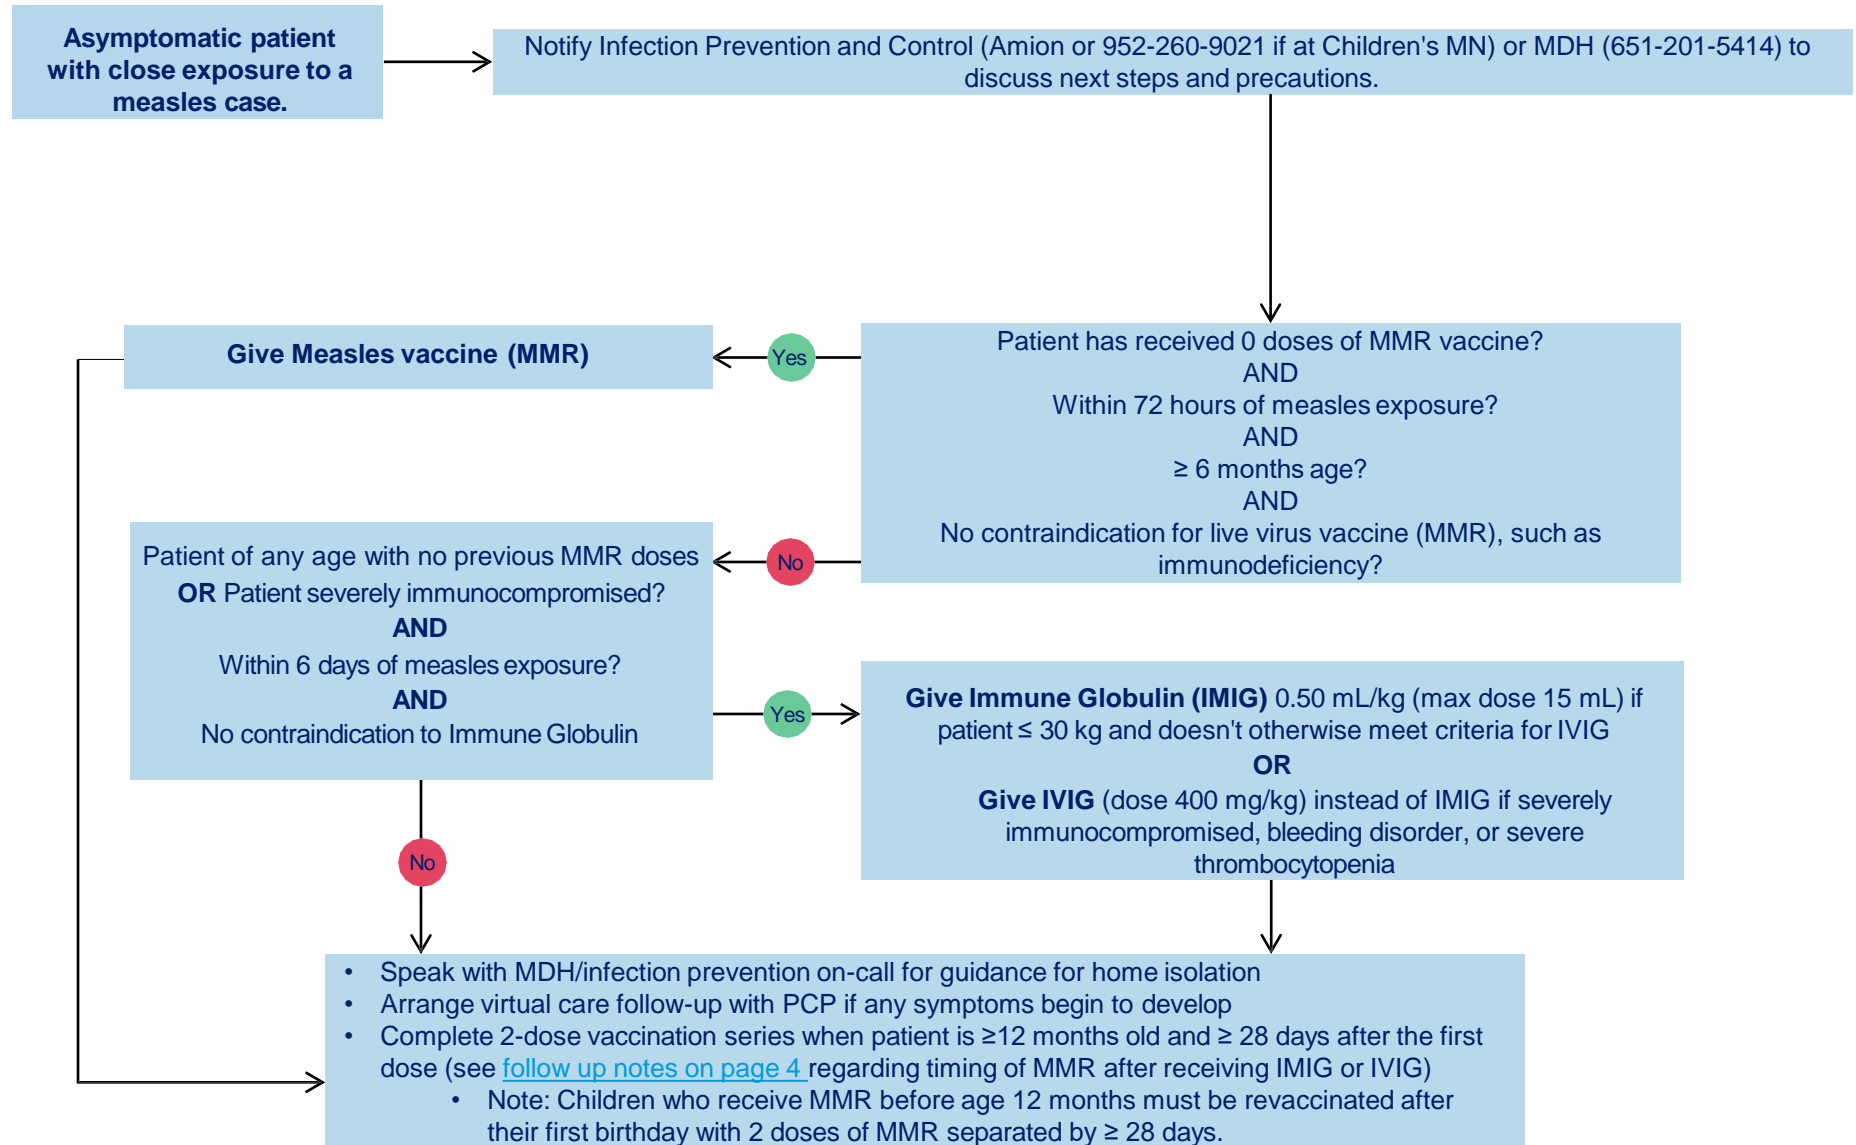 Asymptomatic patient
with close exposure to a
measles case.
Notify Infection Prevention and Control (Amion or 952-260-9021 if at Children's MN) or MDH (651-201-5414) to
discuss next steps and precautions.
Give Measles vaccine (MMR)
Yes
Patient has received 0 doses of MMR vaccine?
AND
Within 72 hours of measles exposure?
AND
≥ 6 months age?
AND
No contraindication for live virus vaccine (MMR), such as
immunodeficiency?
No
Patient of any age with no previous MMR doses
OR Patient severely immunocompromised?
AND
Within 6 days of measles exposure?
AND
No contraindication to Immune Globulin
Yes
Give Immune Globulin (IMIG) 0.50 mL/kg (max dose 15 mL) if
patient ≤ 30 kg and doesn't otherwise meet criteria for IVIG
OR
Give IVIG (dose 400 mg/kg) instead of IMIG if severely
immunocompromised, bleeding disorder, or severe
thrombocytopenia
No
• Speak with MDH/infection prevention on-call for guidance for home isolation
• Arrange virtual care follow-up with PCP if any symptoms begin to develop
• Complete 2-dose vaccination series when patient is ≥12 months old and ≥ 28 days after the first
dose (see follow up notes on page 4 regarding timing of MMR after receiving IMIG or IVIG)
• Note: Children who receive MMR before age 12 months must be revaccinated after
their first birthday with 2 doses of MMR separated by ≥ 28 days.